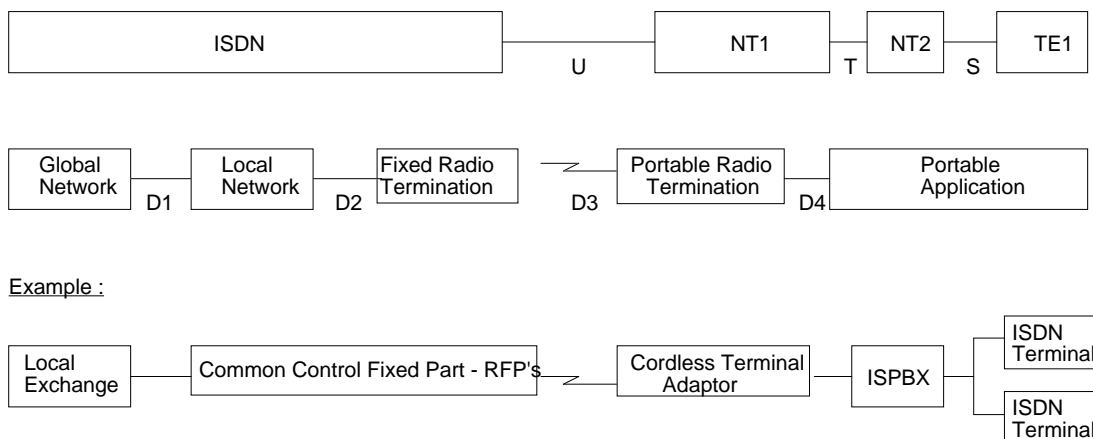 ISDN NT1 NT2 TE1
U T S
Global Local Fixed Radio Portable Radio Portable
Network Network Termination Termination Application
D1 D2 D3 D4
Example :
Local
Exchange
Common Control Fixed Part - RFP's
Cordless Terminal
Adaptor
ISPBX
ISDN
Terminal
ISDN
Terminal